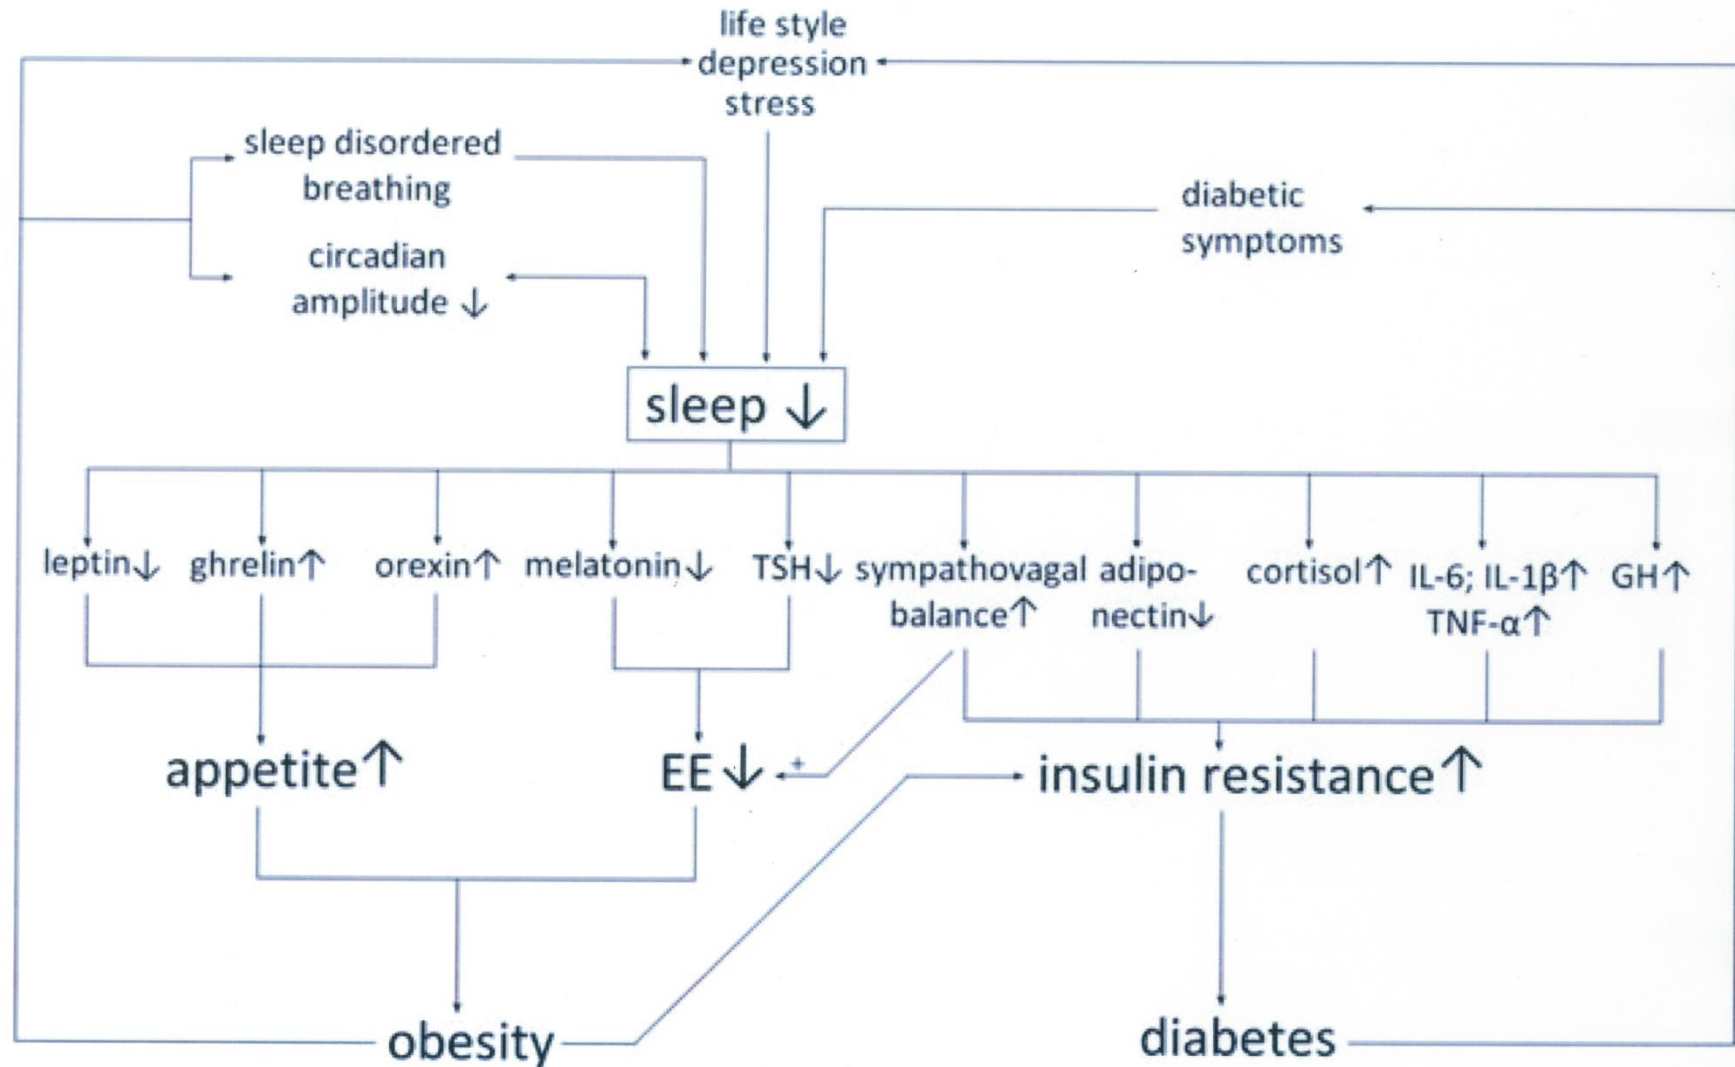 life style
depression
stress
sleep disordered
breathing
circadian
amplitude ↓
diabetic
symptoms
sleep ↓
leptin↓
ghrelin↑
orexin↑
melatonin↓
TSH↓
sympathovagal
balance↑
adipo-
nectin↓
cortisol↑
IL-6; IL-1β↑
TNF-α↑
GH↑
appetite↑
EE ↓
+
insulin resistance↑
obesity
diabetes